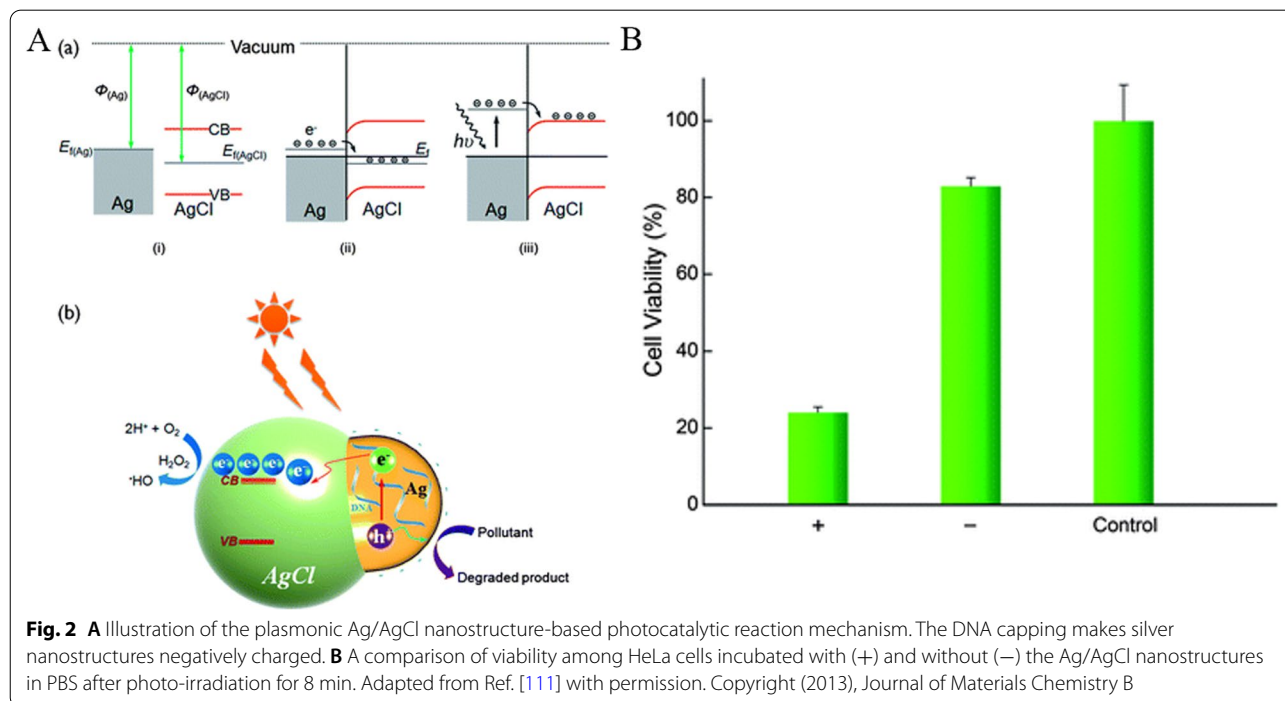 A
(a)
Vacuum
Φ(Ag)
Φ(AgCl)
CB
Ef(Ag)
Ef(AgCl)
VB
Ag
AgCl
(i)
e-
Ef
Ag
AgCl
(ii)
hυ
Ag
AgCl
(iii)
(b)
2H⁺ + O₂
H₂O₂
·HO
e⁻ e⁻ e⁻ e⁻
CB
VB
AgCl
e⁻
Ag
DNA
h⁺
Pollutant
Degraded product
B
Cell Viability (%)
100
80
60
40
20
0
+
−
Control
Fig. 2 A Illustration of the plasmonic Ag/AgCl nanostructure-based photocatalytic reaction mechanism. The DNA capping makes silver
nanostructures negatively charged. B A comparison of viability among HeLa cells incubated with (+) and without (−) the Ag/AgCl nanostructures
in PBS after photo-irradiation for 8 min. Adapted from Ref. [111] with permission. Copyright (2013), Journal of Materials Chemistry B